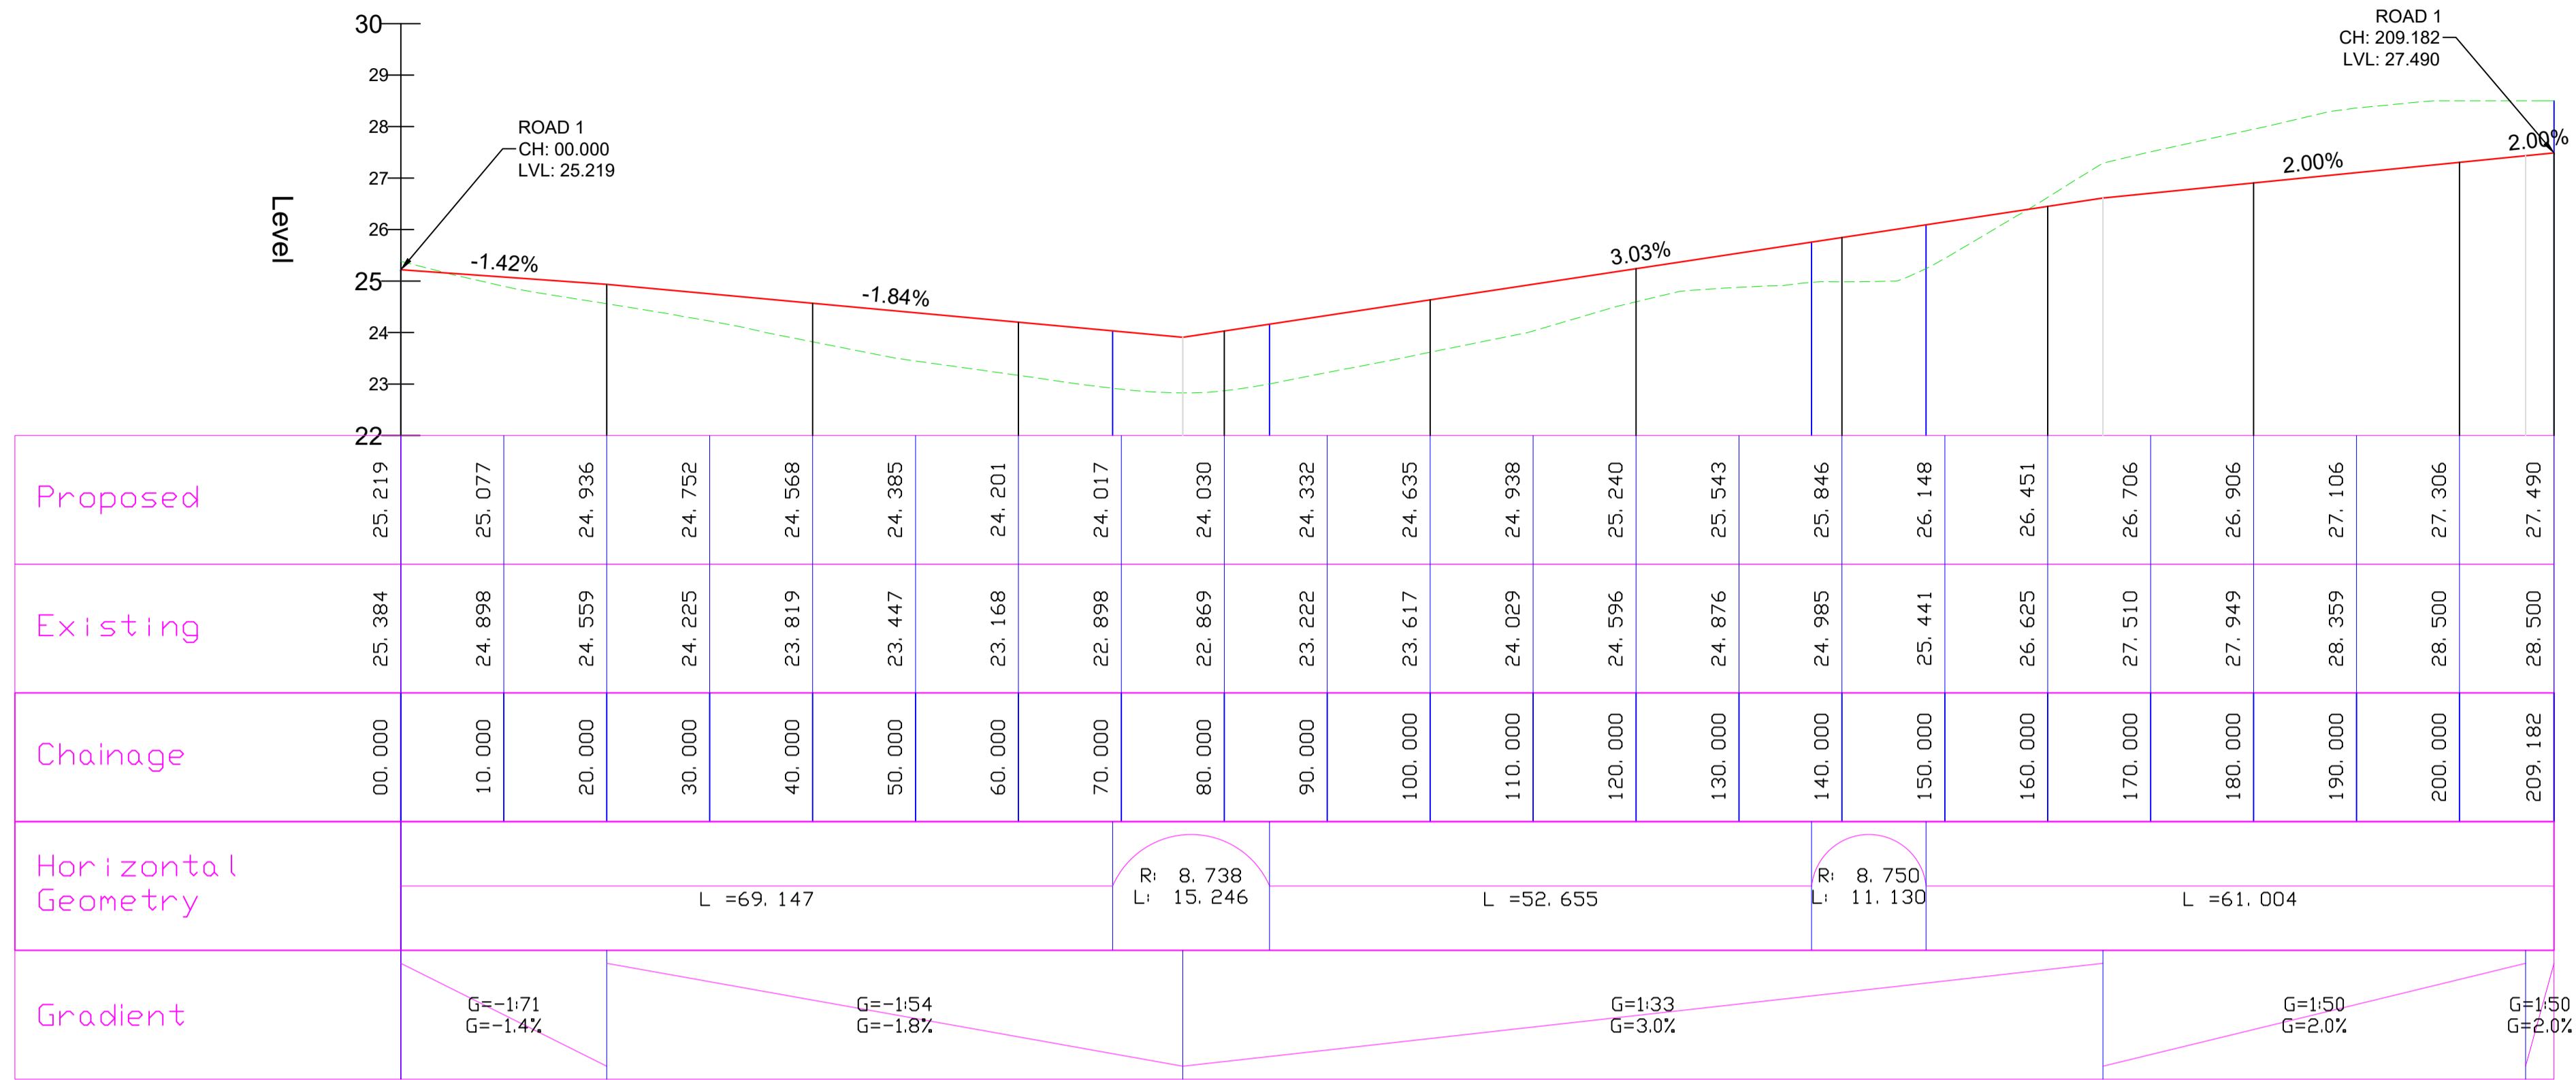 30
29
28
27
26
25
24
23
22
Level
ROAD 1
CH: 00.000
LVL: 25.219
ROAD 1
CH: 209.182
LVL: 27.490
-1.42%
-1.84%
3.03%
2.00%
2.00%
Proposed
25.219
25.077
24.936
24.752
24.568
24.385
24.201
24.017
24.030
24.332
24.635
24.938
25.240
25.543
25.846
26.148
26.451
26.706
26.906
27.106
27.306
27.490
Existing
25.384
24.898
24.559
24.225
23.819
23.447
23.168
22.898
22.869
23.222
23.617
24.029
24.596
24.876
24.985
25.441
26.625
27.510
27.949
28.359
28.500
28.500
Chainage
00.000
10.000
20.000
30.000
40.000
50.000
60.000
70.000
80.000
90.000
100.000
110.000
120.000
130.000
140.000
150.000
160.000
170.000
180.000
190.000
200.000
209.182
Horizontal
Geometry
L =69.147
R: 8.738
L: 15.246
L =52.655
R: 8.750
L: 11.130
L =61.004
Gradient
G=-1:71
G=-1.4%
G=-1:54
G=-1.8%
G=1:33
G=3.0%
G=1:50
G=2.0%
G=1:50
G=2.0%